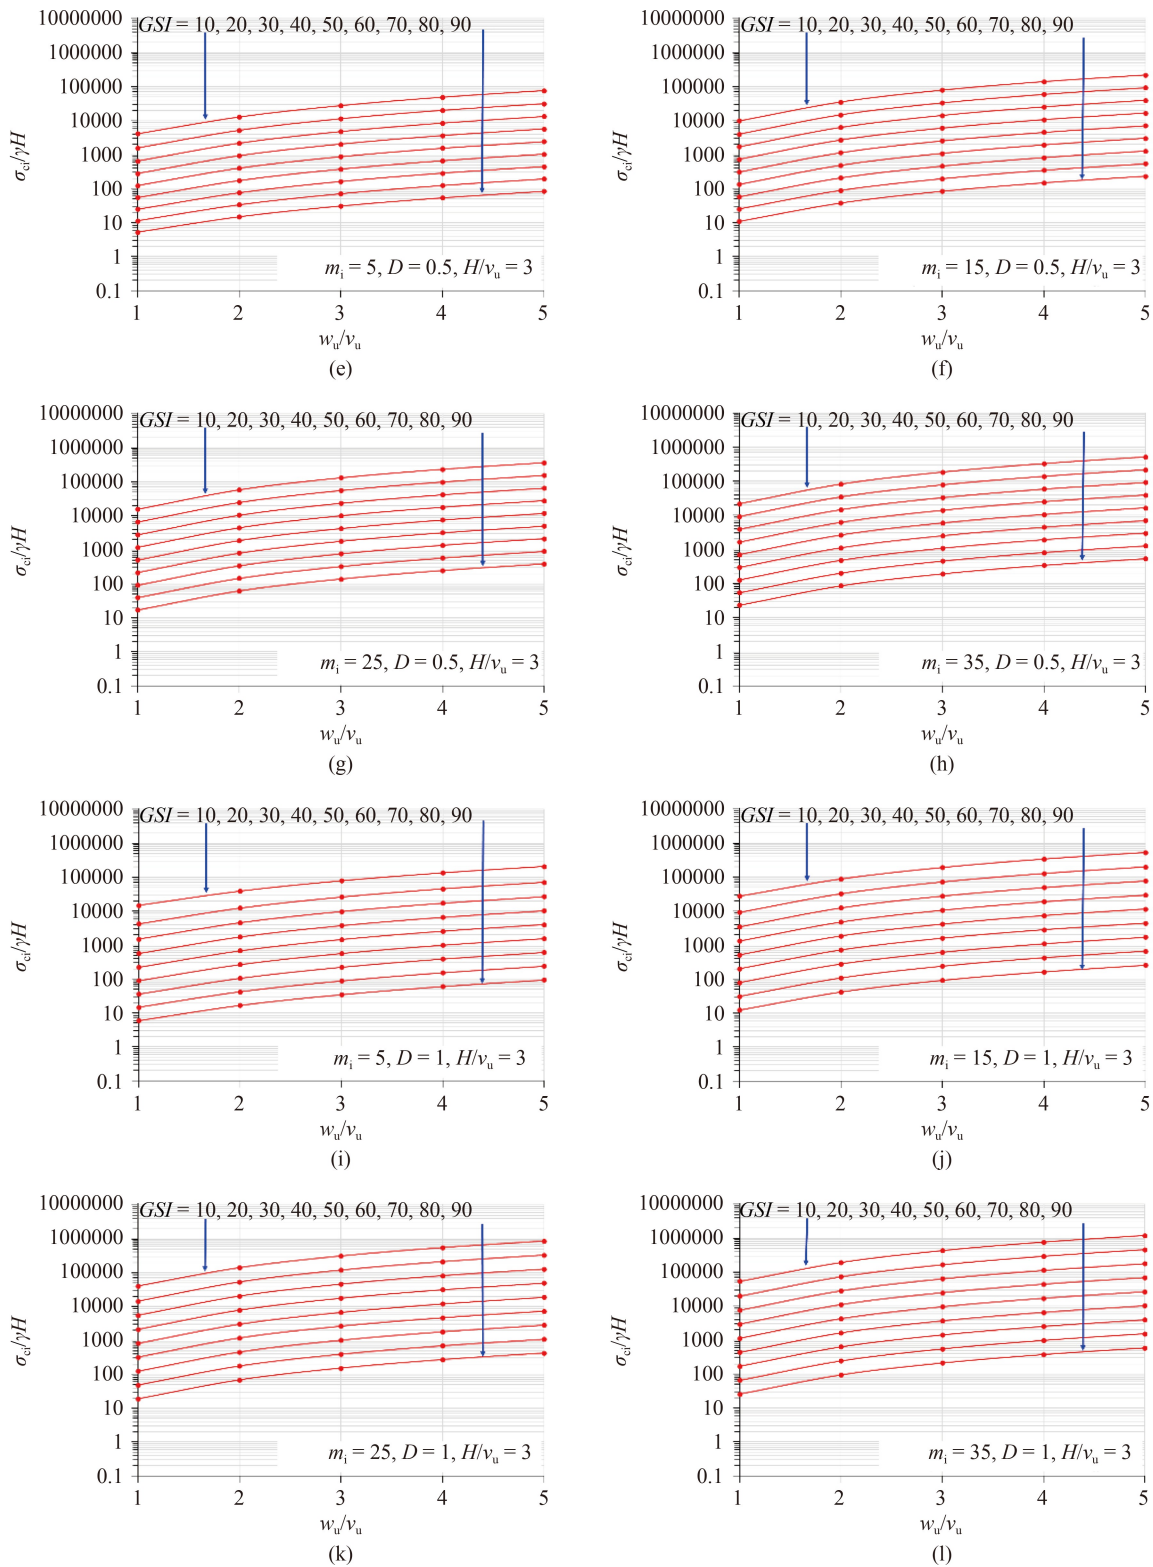 10000000
1000000
100000
10000
1000
100
10
1
0.1
σci/γH
GSI = 10, 20, 30, 40, 50, 60, 70, 80, 90
mi = 5, D = 0.5, H/vu = 3
1 2 3 4 5
wu/vu
(e)
10000000
1000000
100000
10000
1000
100
10
1
0.1
σci/γH
GSI = 10, 20, 30, 40, 50, 60, 70, 80, 90
mi = 15, D = 0.5, H/vu = 3
1 2 3 4 5
wu/vu
(f)
10000000
1000000
100000
10000
1000
100
10
1
0.1
σci/γH
GSI = 10, 20, 30, 40, 50, 60, 70, 80, 90
mi = 25, D = 0.5, H/vu = 3
1 2 3 4 5
wu/vu
(g)
10000000
1000000
100000
10000
1000
100
10
1
0.1
σci/γH
GSI = 10, 20, 30, 40, 50, 60, 70, 80, 90
mi = 35, D = 0.5, H/vu = 3
1 2 3 4 5
wu/vu
(h)
10000000
1000000
100000
10000
1000
100
10
1
0.1
σci/γH
GSI = 10, 20, 30, 40, 50, 60, 70, 80, 90
mi = 5, D = 1, H/vu = 3
1 2 3 4 5
wu/vu
(i)
10000000
1000000
100000
10000
1000
100
10
1
0.1
σci/γH
GSI = 10, 20, 30, 40, 50, 60, 70, 80, 90
mi = 15, D = 1, H/vu = 3
1 2 3 4 5
wu/vu
(j)
10000000
1000000
100000
10000
1000
100
10
1
0.1
σci/γH
GSI = 10, 20, 30, 40, 50, 60, 70, 80, 90
mi = 25, D = 1, H/vu = 3
1 2 3 4 5
wu/vu
(k)
10000000
1000000
100000
10000
1000
100
10
1
0.1
σci/γH
GSI = 10, 20, 30, 40, 50, 60, 70, 80, 90
mi = 35, D = 1, H/vu = 3
1 2 3 4 5
wu/vu
(l)